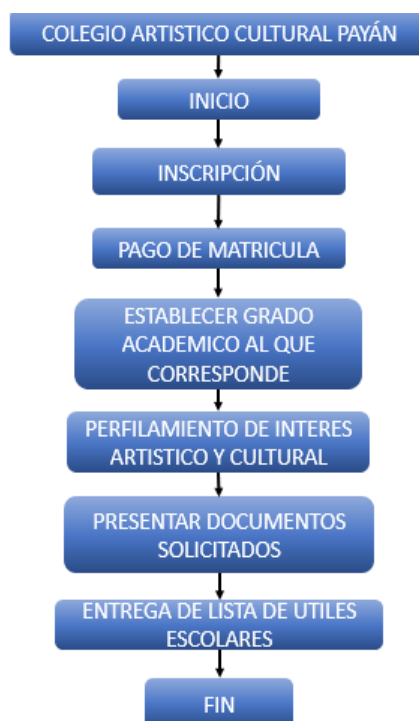 COLEGIO ARTISTICO CULTURAL PAYÁN
INICIO
INSCRIPCIÓN
PAGO DE MATRICULA
ESTABLECER GRADO
ACADEMICO AL QUE
CORRESPONDE
PERFILAMIENTO DE INTERES
ARTISTICO Y CULTURAL
PRESENTAR DOCUMENTOS
SOLICITADOS
ENTREGA DE LISTA DE UTILES
ESCOLARES
FIN